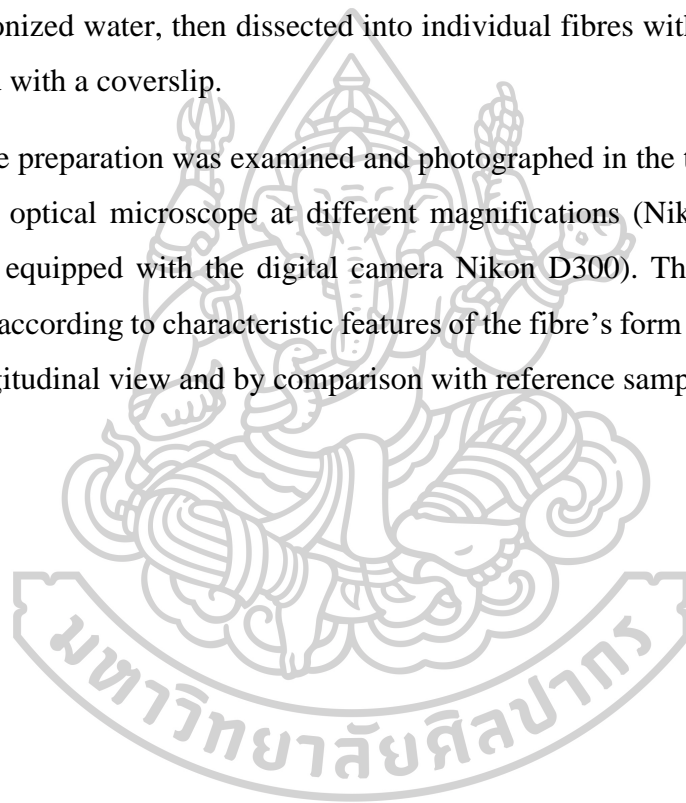 onized water, then dissected into individual fibres with
with a coverslip.
e preparation was examined and photographed in the
optical microscope at different magnifications (Nik
equipped with the digital camera Nikon D300). Th
according to characteristic features of the fibre’s form
gitudinal view and by comparison with reference samp
มหาวิทยาลัยศิลปากร